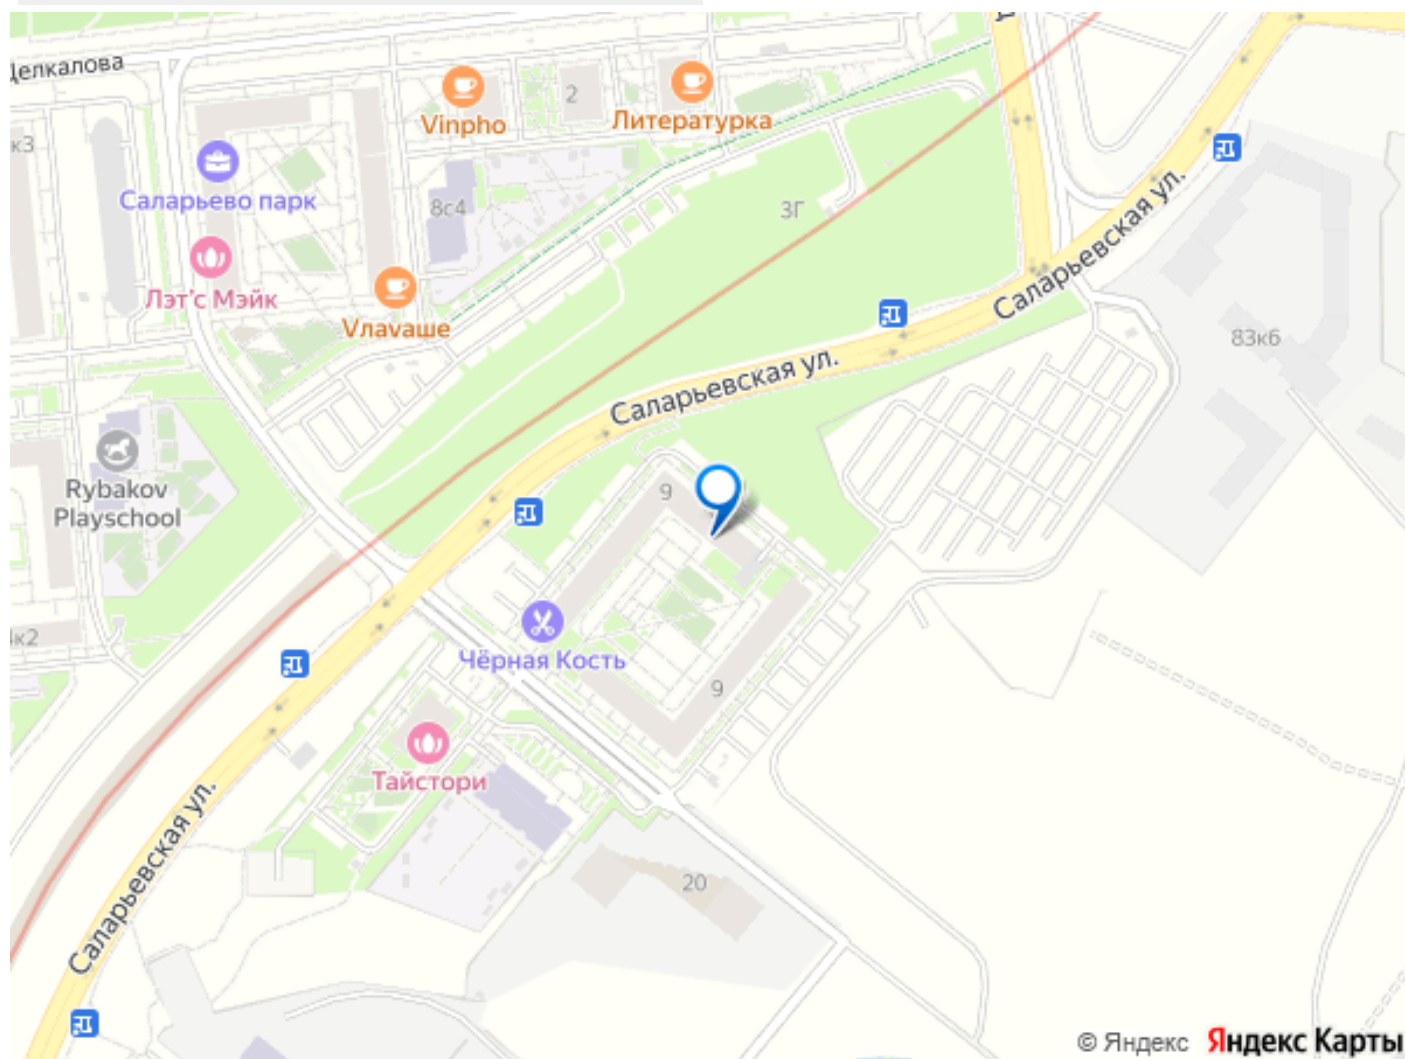 Целкалова
Vinpho
2
Литературка
к3
Саларьево парк
8с4
3Г
Лэт'с Мэйк
Vлаvаше
Саларьевская ул.
83к6
Саларьевская ул.
Rybakov
Playschool
9
к2
Чёрная Кость
9
Тайстори
Саларьевская ул.
20
© Яндекс Яндекс Карты